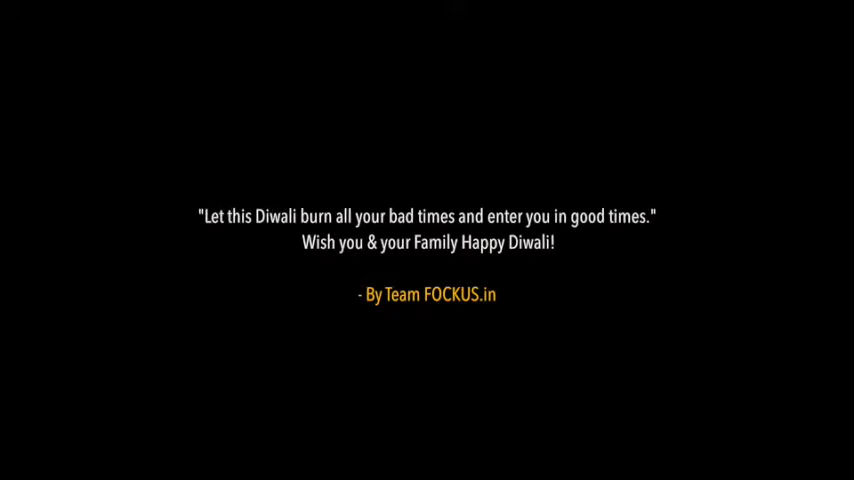 "Let this Diwali burn all your bad times and enter you in good times."
Wish you & your Family Happy Diwali!
- By Team FOCKUS.in